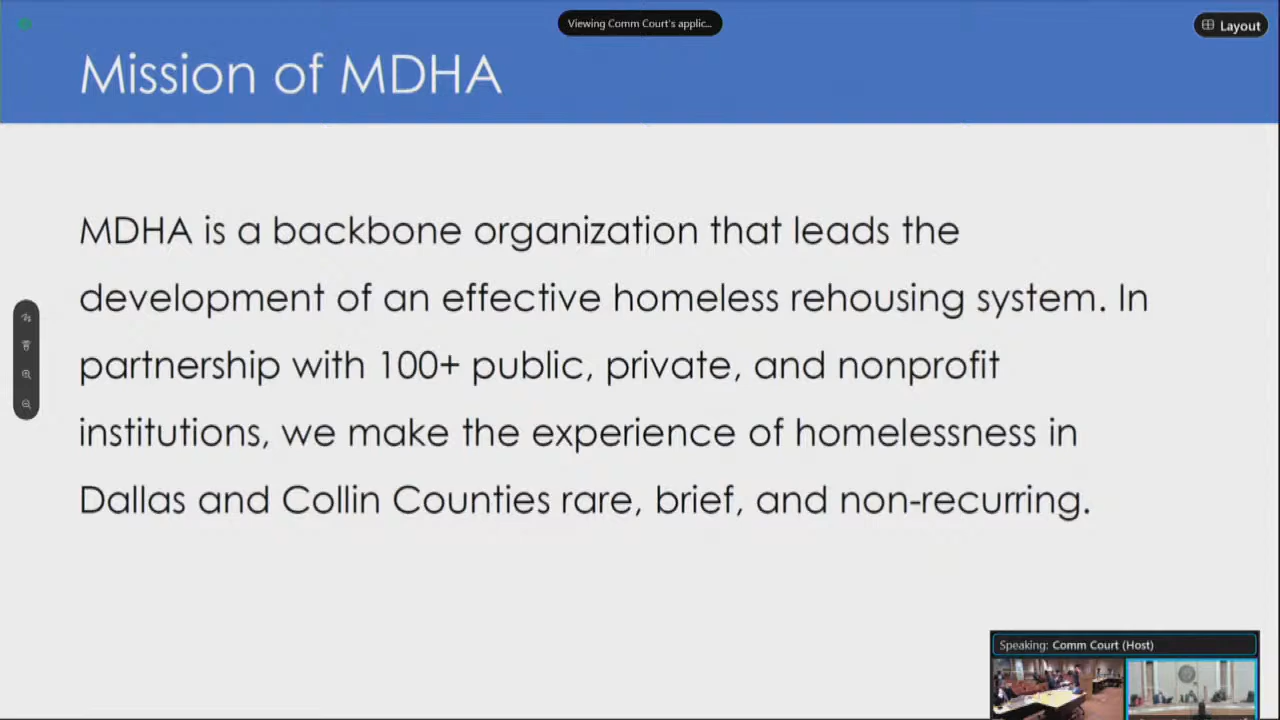 Viewing Comm Court's applic...
Layout
Mission of MDHA
MDHA is a backbone organization that leads the
development of an effective homeless rehousing system. In
partnership with 100+ public, private, and nonprofit
institutions, we make the experience of homelessness in
Dallas and Collin Counties rare, brief, and non-recurring.
Speaking: Comm Court (Host)